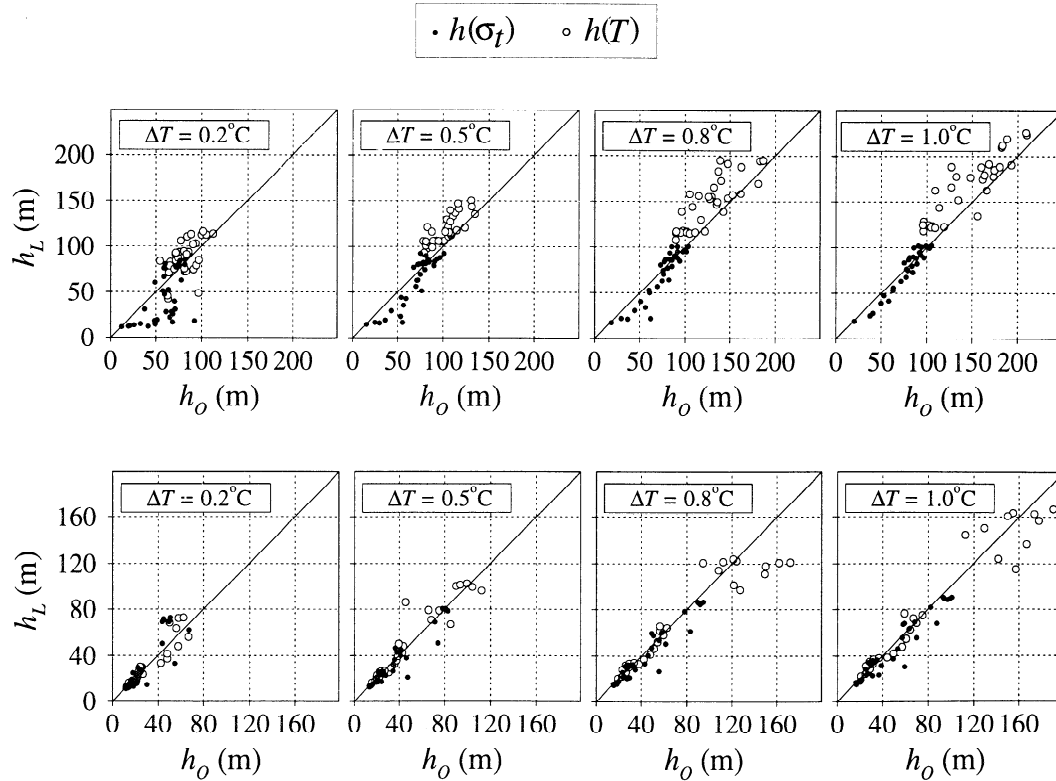 • h(σt) ○ h(T)
ΔT = 0.2°C ΔT = 0.5°C ΔT = 0.8°C ΔT = 1.0°C
200
150
100
50
0
hL (m)
0 50 100 150 200 0 50 100 150 200 0 50 100 150 200 0 50 100 150 200
ho (m) ho (m) ho (m) ho (m)
ΔT = 0.2°C ΔT = 0.5°C ΔT = 0.8°C ΔT = 1.0°C
160
120
80
40
0
hL (m)
0 40 80 120 160 0 40 80 120 160 0 40 80 120 160 0 40 80 120 160
ho (m) ho (m) ho (m) ho (m)